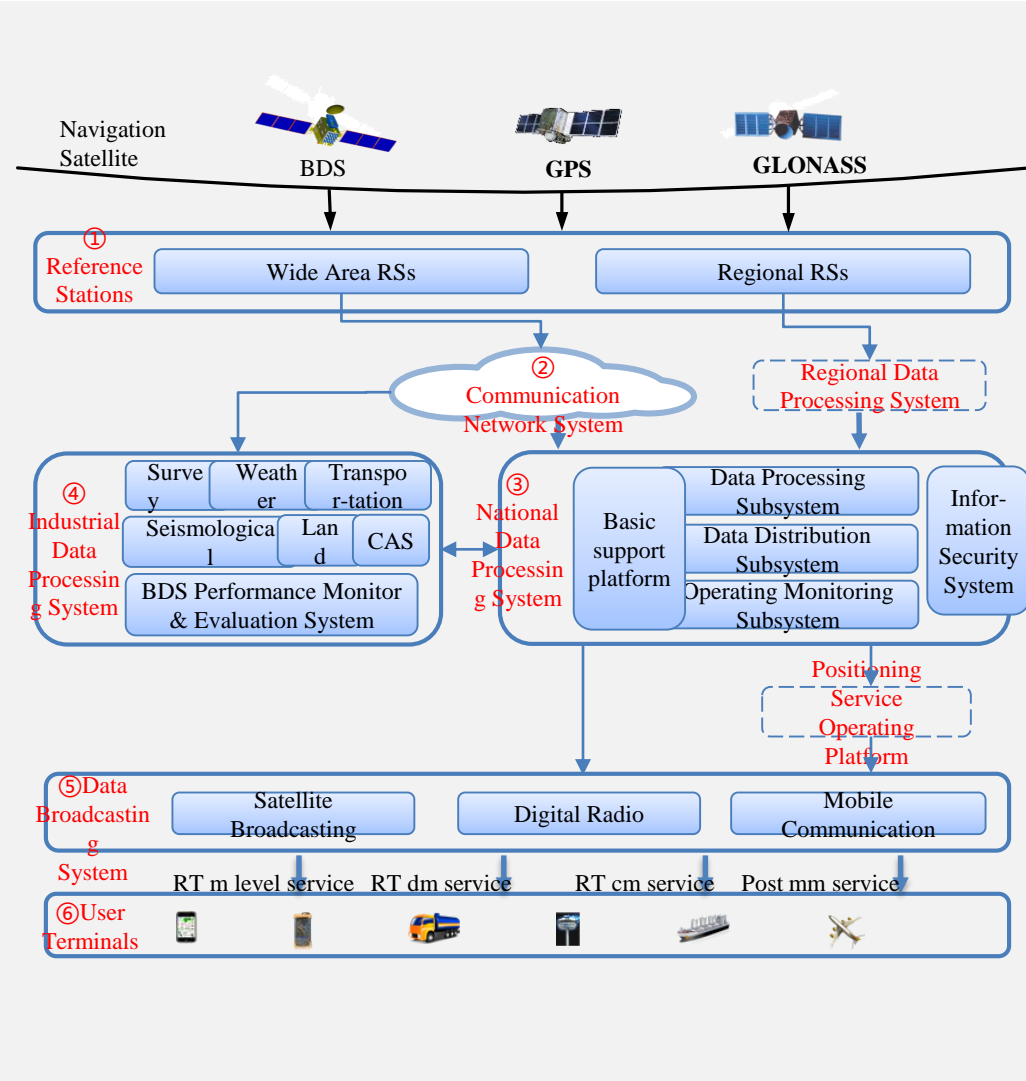 Navigation
Satellite
BDS
GPS
GLONASS
①
Reference
Stations
Wide Area RSs
Regional RSs
②
Communication
Network System
Regional Data
Processing System
④
Industrial
Data
Processin
g System
Surve
y
Weath
er
Transpo
r-tation
Seismologica
l
Lan
d
CAS
BDS Performance Monitor
& Evaluation System
③
National
Data
Processin
g System
Basic
support
platform
Data Processing
Subsystem
Data Distribution
Subsystem
Operating Monitoring
Subsystem
Infor-
mation
Security
System
Positioning
Service
Operating
Platform
⑤Data
Broadcastin
g
System
Satellite
Broadcasting
Digital Radio
Mobile
Communication
RT m level service
RT dm service
RT cm service
Post mm service
⑥User
Terminals